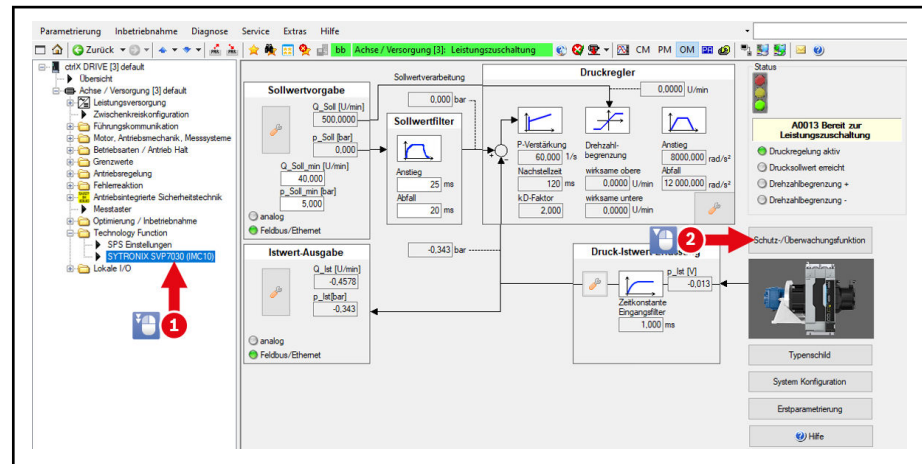 Parametrierung Inbetriebnahme Diagnose Service Extras Hilfe
Zurück bb Achse / Versorgung [3]: Leistungszuschaltung CM PM OM
ctrlX DRIVE [3] default
Übersicht
Achse / Versorgung [3] default
Leistungsversorgung
Zwischenkreiskonfiguration
Führungskommunikation
Motor, Antriebsmechanik, Messsysteme
Betriebsarten / Antrieb Halt
Grenzwerte
Antriebsregelung
Fehlerreaktion
Antriebsintegrierte Sicherheitstechnik
Messtaster
Optimierung / Inbetriebnahme
Technology Function
SPS Einstellungen
SYTRONIX SVP7030 (IMC10)
Lokale I/O
1
Sollwertvorgabe
Q_Soll [U/min]
500,0000
p_Soll [bar]
0,000
Q_Soll_min [U/min]
40,000
p_Soll_min [bar]
5,000
analog
Feldbus/Ethernet
Sollwertverarbeitung
0,000 bar
Sollwertfilter
Anstieg
25 ms
Abfall
20 ms
Druckregler
0,0000 U/min
P-Verstärkung
60,000 1/s
Nachstellzeit
120 ms
kD-Faktor
2,000
Drehzahl-
begrenzung
wirksame obere
0,0000 U/min
wirksame untere
0,0000 U/min
Anstieg
8000,000 rad/s²
Abfall
12 000,000 rad/s²
Istwert-Ausgabe
Q_Ist [U/min]
-0,4578
p_Ist[bar]
-0,343
analog
Feldbus/Ethernet
-0,343 bar
2
Druck-Istwert
p_Ist [V]
-0,013
Zeitkonstante
Eingangsfilter
1,000 ms
Status
A0013 Bereit zur
Leistungszuschaltung
Druckregelung aktiv
Drucksollwert erreicht
Drehzahlbegrenzung +
Drehzahlbegrenzung -
Schutz-/Überwachungsfunktion
Typenschild
System Konfiguration
Erstparametrierung
Hilfe